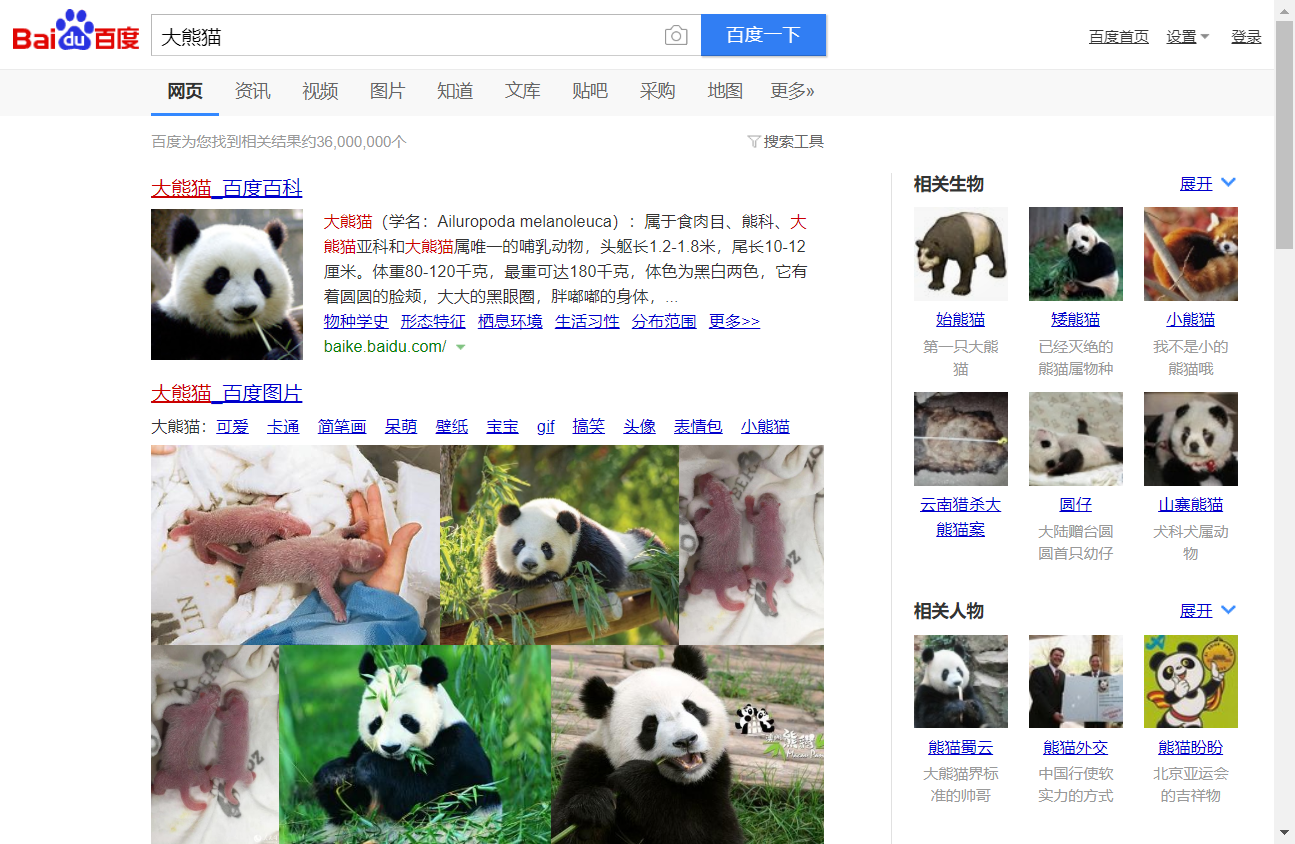 Bai du 百度
大熊猫
百度一下
百度首页 设置 登录
网页 资讯 视频 图片 知道 文库 贴吧 采购 地图 更多»
百度为您找到相关结果约36,000,000个
搜索工具
大熊猫_百度百科
大熊猫（学名：Ailuropoda melanoleuca）：属于食肉目、熊科、大
熊猫亚科和大熊猫属唯一的哺乳动物，头躯长1.2-1.8米，尾长10-12
厘米。体重80-120千克，最重可达180千克，体色为黑白两色，它有
着圆圆的脸颊，大大的黑眼圈，胖嘟嘟的身体，...
物种学史 形态特征 栖息环境 生活习性 分布范围 更多>>
baike.baidu.com/
大熊猫_百度图片
大熊猫： 可爱 卡通 简笔画 呆萌 壁纸 宝宝 gif 搞笑 头像 表情包 小熊猫
相关生物 展开
始熊猫 矮熊猫 小熊猫
第一只大熊 已经灭绝的 我不是小的
猫 熊猫属物种 熊猫哦
云南猎杀大 圆仔 山寨熊猫
熊猫案 大陆赠台圆 犬科犬属动
圆首只幼仔 物
相关人物 展开
熊猫蜀云 熊猫外交 熊猫盼盼
大熊猫界标 中国行使软 北京亚运会
准的帅哥 实力的方式 的吉祥物